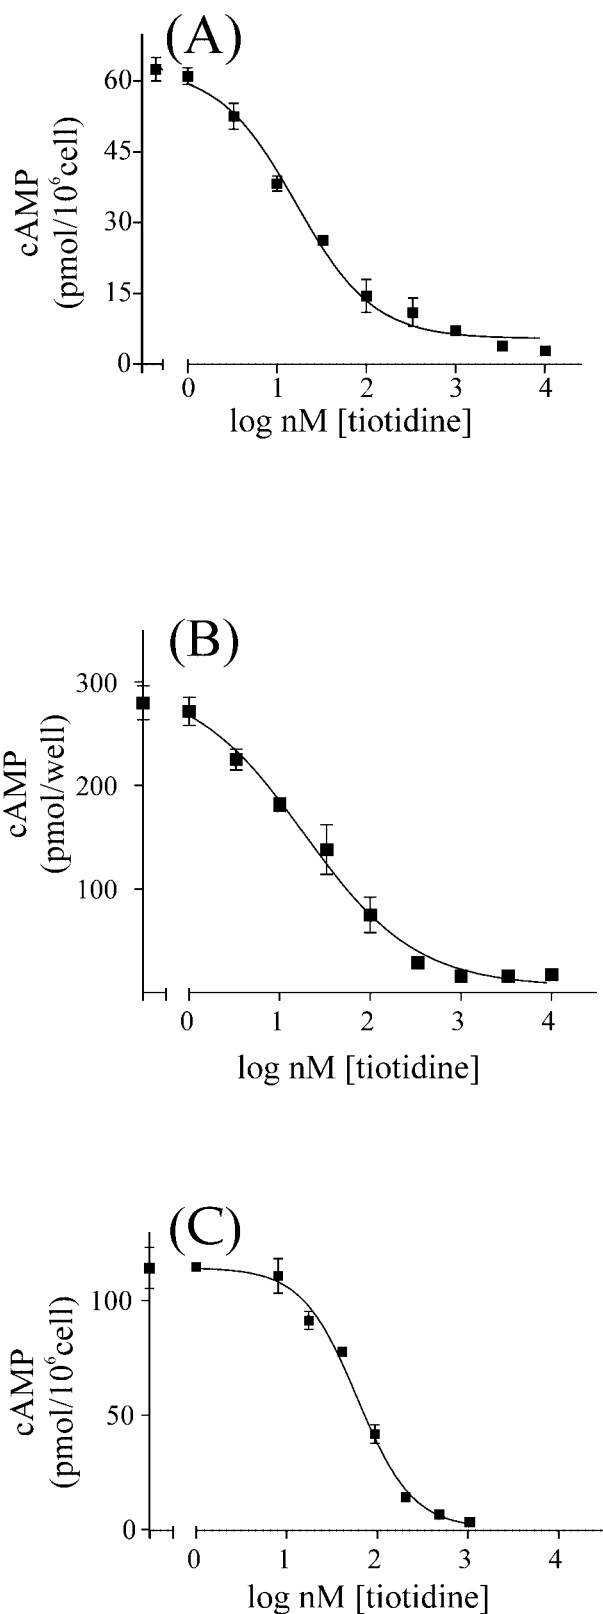 (A)
cAMP
(pmol/10⁶cell)
60
45
30
15
0
0 1 2 3 4
log nM [tiotidine]
(B)
cAMP
(pmol/well)
300
200
100
0 1 2 3 4
log nM [tiotidine]
(C)
cAMP
(pmol/10⁶cell)
100
50
0
0 1 2 3 4
log nM [tiotidine]